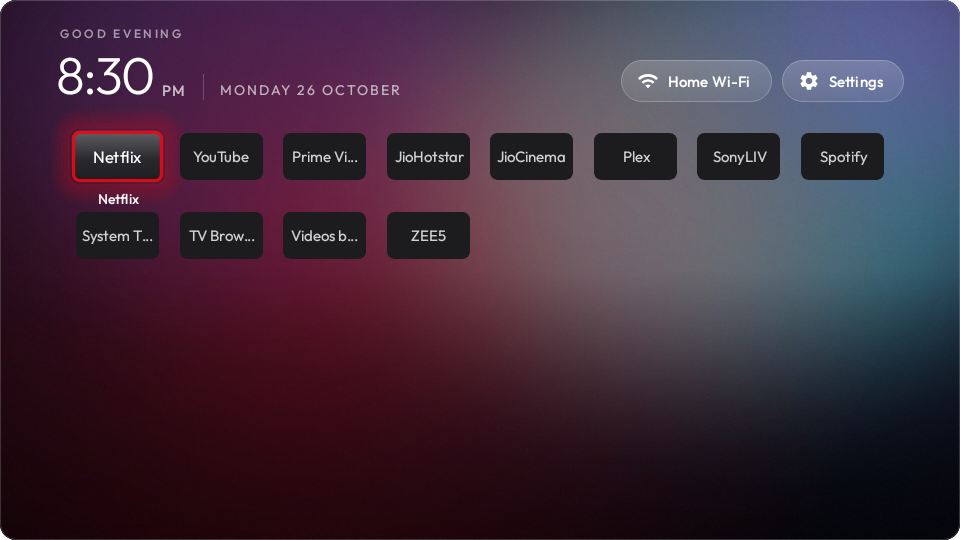 GOOD EVENING
8:30 PM
MONDAY 26 OCTOBER
Home Wi-Fi
Settings
Netflix
YouTube
Prime Vi...
JioHotstar
JioCinema
Plex
SonyLIV
Spotify
Netflix
System T...
TV Brow...
Videos b...
ZEE5